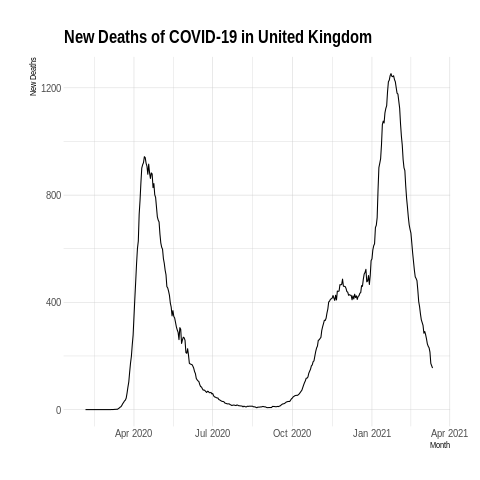 New Deaths of COVID-19 in United Kingdom
New Deaths
1200
800
400
0
Apr 2020 Jul 2020 Oct 2020 Jan 2021 Apr 2021
Month